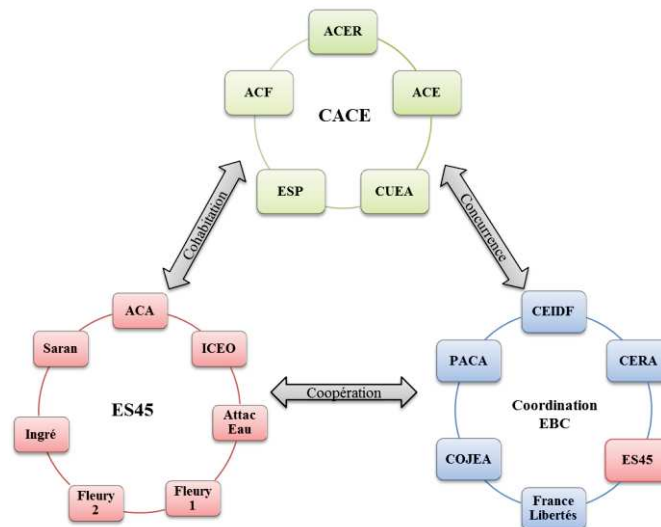 ACER
ACF
ACE
CACE
ESP
CUEA
Cohabitation
Concurrence
ACA
Saran
ICEO
ES45
Attac
Eau
Ingré
Fleury
2
Fleury
1
Coopération
CEIDF
PACA
CERA
Coordination
EBC
COJEA
ES45
France
Libertés